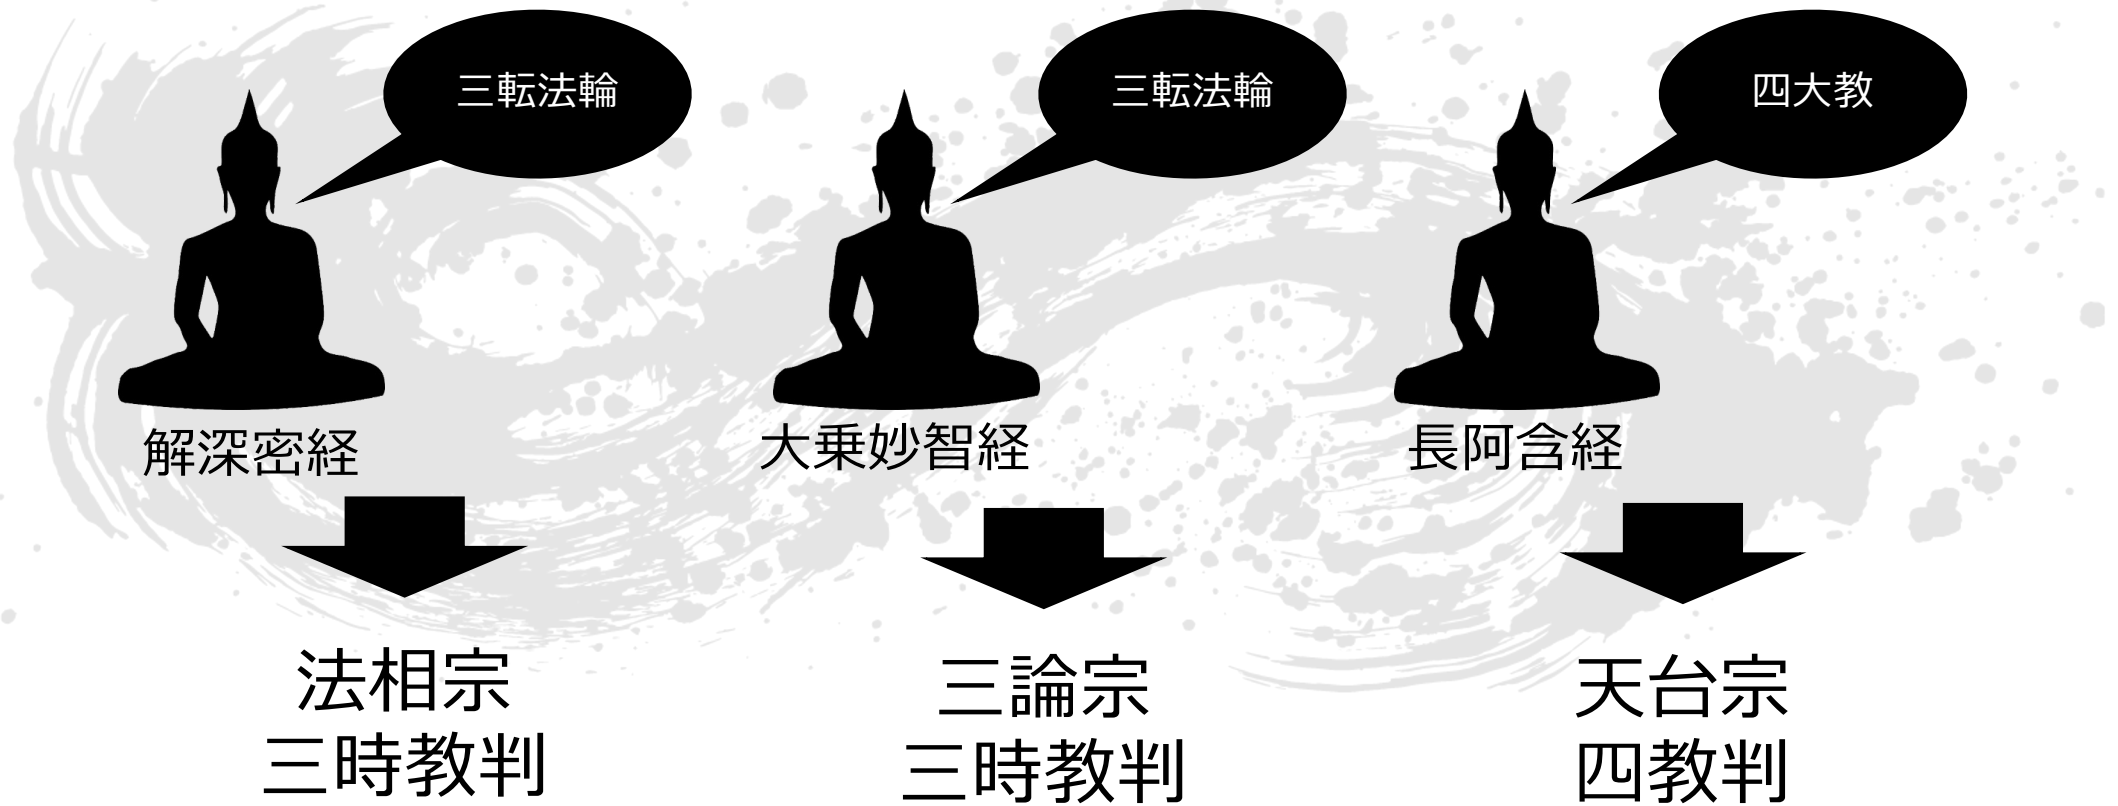 三転法輪
三転法輪
四大教
解深密経
大乗妙智経
長阿含経
法相宗
三時教判
三論宗
三時教判
天台宗
四教判